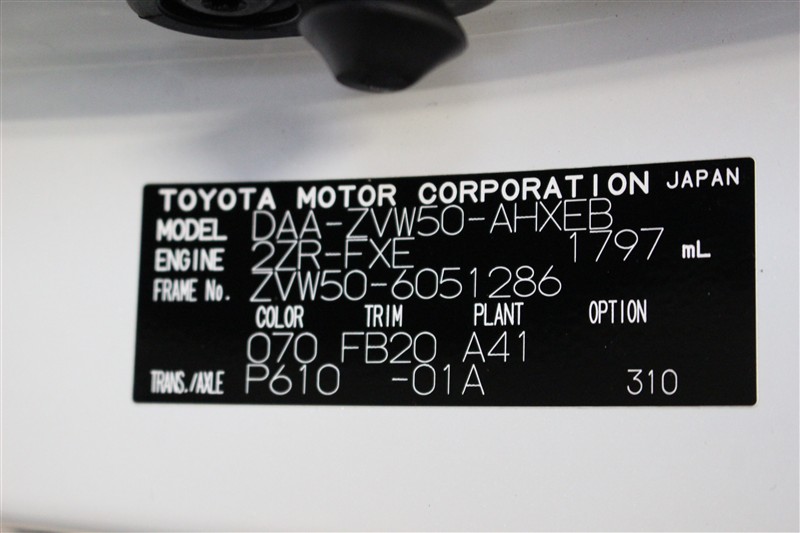 TOYOTA MOTOR CORPORATION JAPAN
MODEL DAA-ZVW50-AHXEB
ENGINE 2ZR-FXE 1797 mL
FRAME No. ZVW50-6051286
COLOR TRIM PLANT OPTION
070 FB20 A41
TRANS./AXLE P610 -01A 310